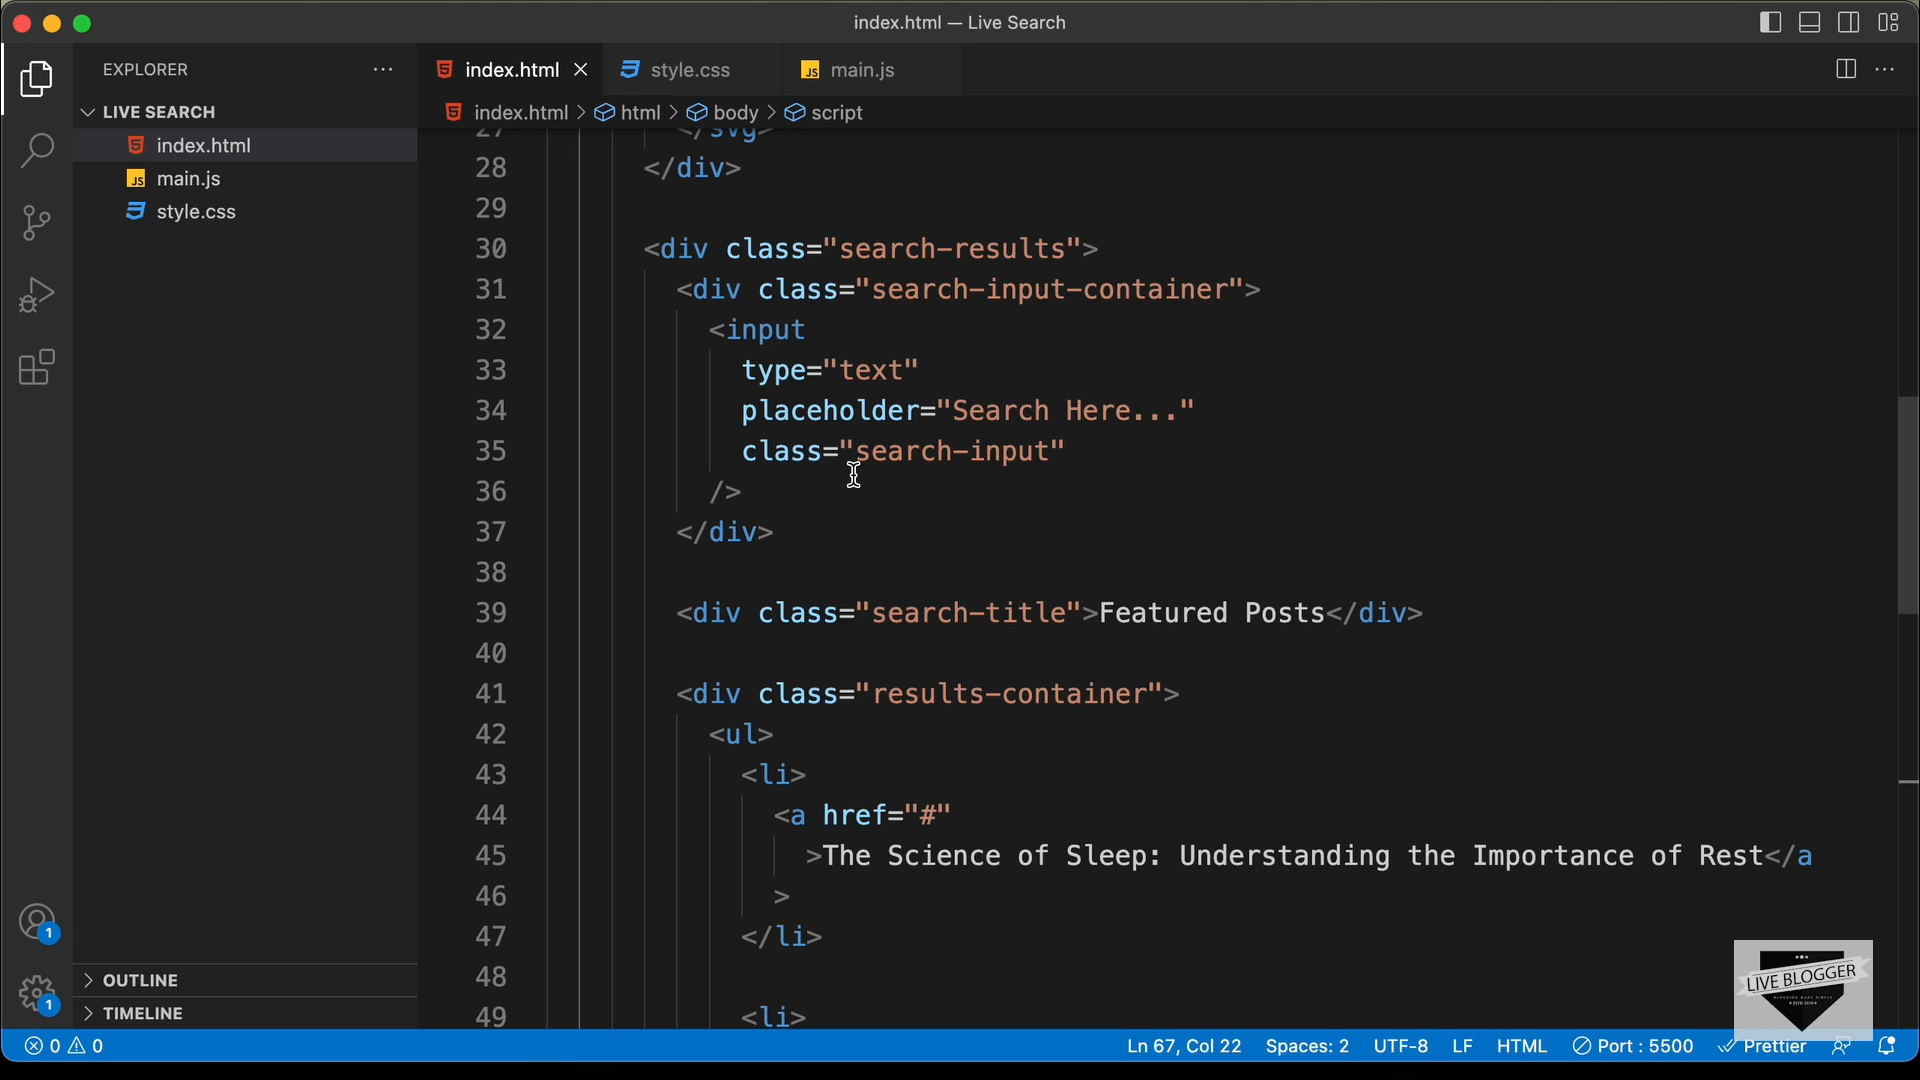 index.html — Live Search
EXPLORER
index.html
style.css
main.js
LIVE SEARCH
index.html
main.js
style.css
index.html > html > body > script
27 </svg>
28 </div>
29
30 <div class="search-results">
31 <div class="search-input-container">
32 <input
33 type="text"
34 placeholder="Search Here..."
35 class="search-input"
36 />
37 </div>
38
39 <div class="search-title">Featured Posts</div>
40
41 <div class="results-container">
42 <ul>
43 <li>
44 <a href="#"
45 >The Science of Sleep: Understanding the Importance of Rest</a
46 >
47 </li>
48
49 <li>
1
1
OUTLINE
TIMELINE
LIVE BLOGGER
0 0
Ln 67, Col 22 Spaces: 2 UTF-8 LF HTML Port : 5500 Prettier